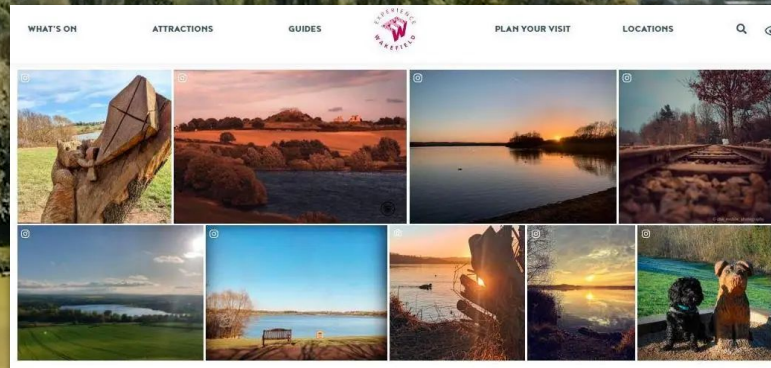 WHAT'S ON
ATTRACTIONS
GUIDES
EXPERIENCE
W
WAKEFIELD
PLAN YOUR VISIT
LOCATIONS